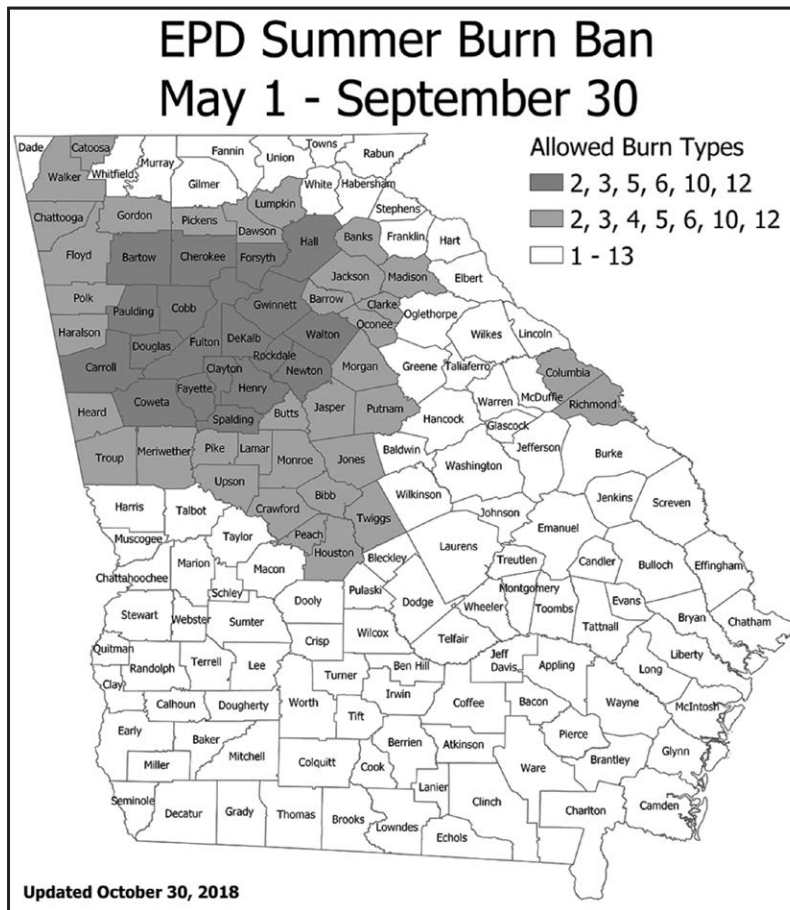 EPD Summer Burn Ban
May 1 - September 30
Allowed Burn Types
2, 3, 5, 6, 10, 12
2, 3, 4, 5, 6, 10, 12
1 - 13
Dade
Catoosa
Walker
Whitfield
Murray
Fannin
Gilmer
Union
Towns
Rabun
White
Habersham
Stephens
Lumpkin
Chattooga
Gordon
Pickens
Dawson
Hall
Banks
Franklin
Hart
Floyd
Bartow
Cherokee
Forsyth
Jackson
Madison
Elbert
Polk
Paulding
Cobb
Gwinnett
Barrow
Clarke
Oconee
Oglethorpe
Wilkes
Lincoln
Haralson
Douglas
Fulton
DeKalb
Rockdale
Walton
Morgan
Greene
Taliaferro
Columbia
Carroll
Clayton
Fayette
Henry
Newton
Warren
McDuffie
Richmond
Heard
Coweta
Spalding
Butts
Jasper
Putnam
Hancock
Glascock
Jefferson
Burke
Troup
Meriwether
Pike
Lamar
Monroe
Jones
Baldwin
Washington
Upson
Bibb
Wilkinson
Jenkins
Screven
Harris
Talbot
Crawford
Twiggs
Johnson
Emanuel
Muscogee
Taylor
Peach
Houston
Bleckley
Laurens
Treutlen
Candler
Bulloch
Effingham
Chattahoochee
Marion
Macon
Schley
Pulaski
Dodge
Montgomery
Wheeler
Toombs
Evans
Tattnall
Bryan
Chatham
Stewart
Webster
Sumter
Dooly
Crisp
Wilcox
Telfair
Jeff
Davis
Appling
Liberty
Long
Quitman
Randolph
Terrell
Lee
Turner
Ben Hill
Irwin
Coffee
Bacon
Wayne
McIntosh
Clay
Calhoun
Dougherty
Worth
Tift
Pierce
Early
Baker
Mitchell
Colquitt
Cook
Berrien
Atkinson
Ware
Brantley
Glynn
Miller
Lanier
Clinch
Charlton
Camden
Seminole
Decatur
Grady
Thomas
Brooks
Lowndes
Echols
Updated October 30, 2018